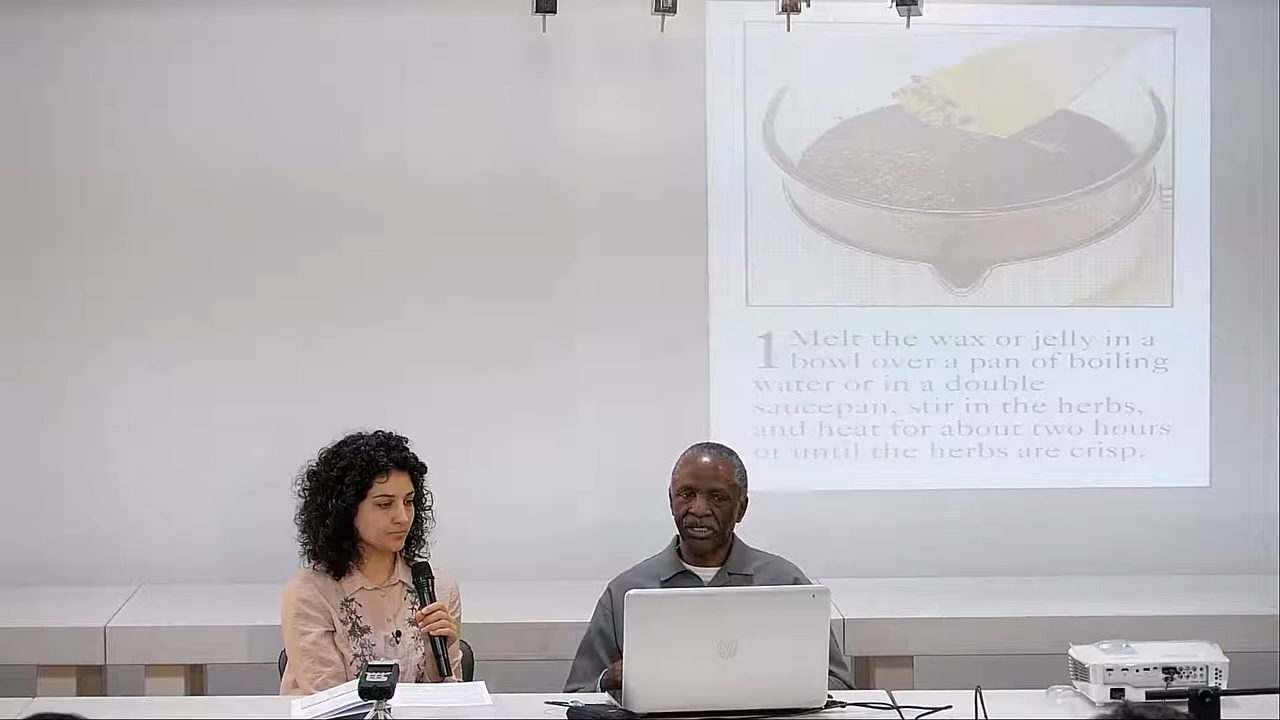 1 Melt the wax or jelly in a
bowl over a pan of boiling
water or in a double
saucepan, stir in the herbs,
and heat for about two hours
or until the herbs are crisp.
hp